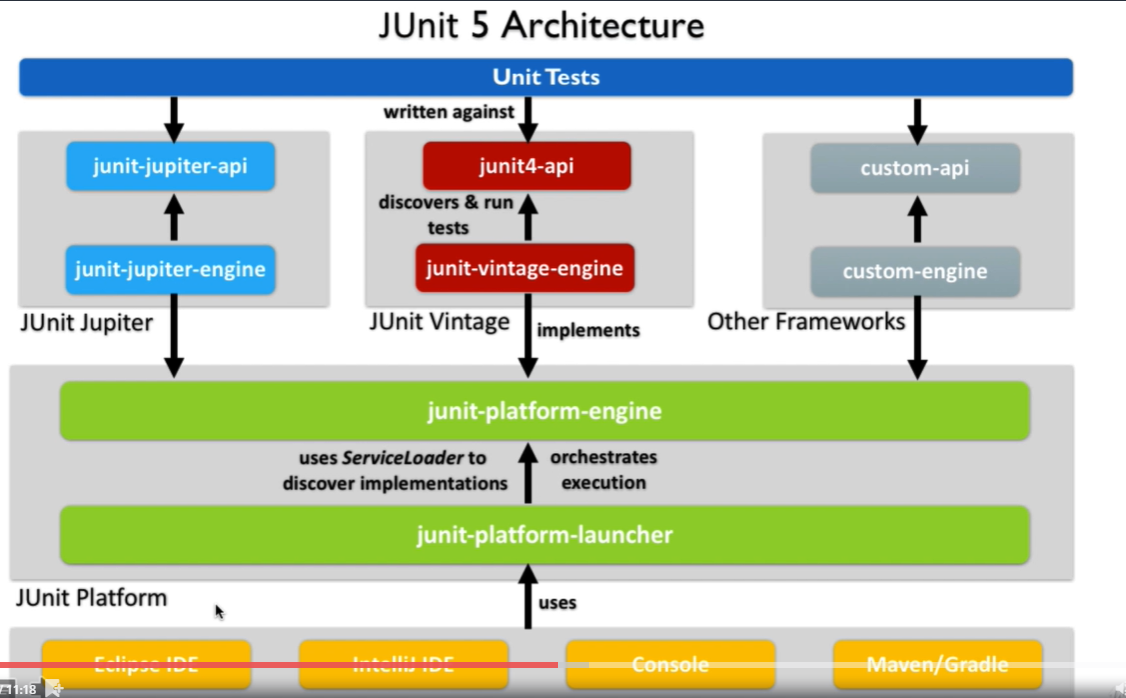 JUnit 5 Architecture
Unit Tests
written against
junit-jupiter-api
junit4-api
custom-api
discovers & run
tests
junit-jupiter-engine
junit-vintage-engine
custom-engine
JUnit Jupiter
JUnit Vintage
implements
Other Frameworks
junit-platform-engine
uses ServiceLoader to
discover implementations
orchestrates
execution
junit-platform-launcher
JUnit Platform
uses
Eclipse IDE
IntelliJ IDE
Console
Maven/Gradle
/ 11:18